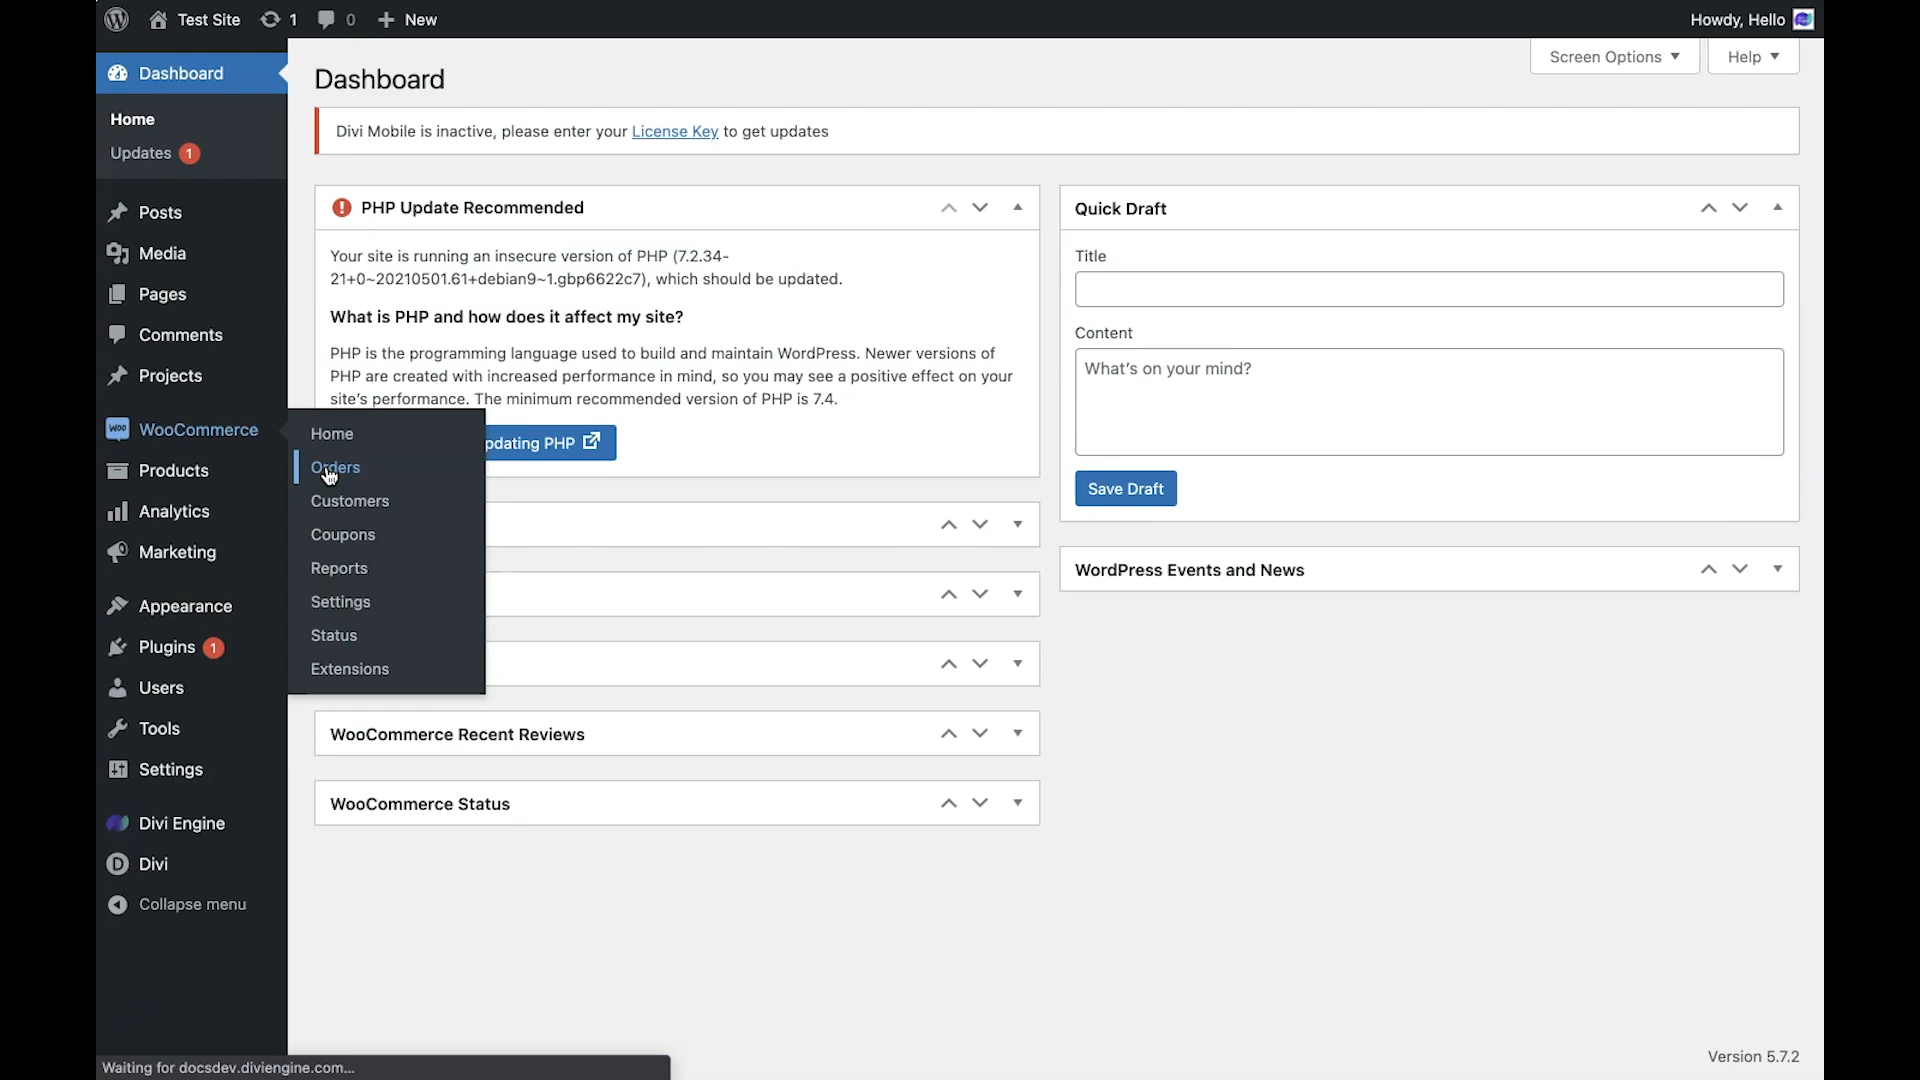 Test Site
1
0
New
Howdy, Hello
Dashboard
Home
Updates 1
Posts
Media
Pages
Comments
Projects
WooCommerce
Products
Analytics
Marketing
Appearance
Plugins 1
Users
Tools
Settings
Divi Engine
Divi
Collapse menu
Home
Orders
Customers
Coupons
Reports
Settings
Status
Extensions
Screen Options
Help
Dashboard
Divi Mobile is inactive, please enter your License Key to get updates
PHP Update Recommended
Your site is running an insecure version of PHP (7.2.34-
21+0~20210501.61+debian9~1.gbp6622c7), which should be updated.
What is PHP and how does it affect my site?
PHP is the programming language used to build and maintain WordPress. Newer versions of
PHP are created with increased performance in mind, so you may see a positive effect on your
site's performance. The minimum recommended version of PHP is 7.4.
pdating PHP
WooCommerce Recent Reviews
WooCommerce Status
Quick Draft
Title
Content
What's on your mind?
Save Draft
WordPress Events and News
Version 5.7.2
Waiting for docsdev.diviengine.com...